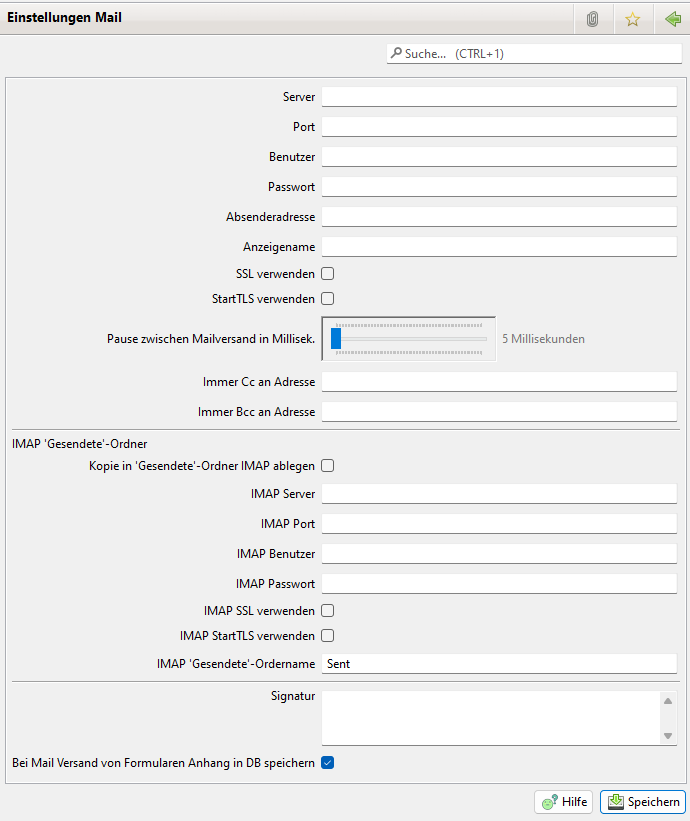 Einstellungen Mail
Suche... (CTRL+1)
Server
Port
Benutzer
Passwort
Absenderadresse
Anzeigename
SSL verwenden
StartTLS verwenden
Pause zwischen Mailversand in Millisek. 5 Millisekunden
Immer Cc an Adresse
Immer Bcc an Adresse
IMAP 'Gesendete'-Ordner
Kopie in 'Gesendete'-Ordner IMAP ablegen
IMAP Server
IMAP Port
IMAP Benutzer
IMAP Passwort
IMAP SSL verwenden
IMAP StartTLS verwenden
IMAP 'Gesendete'-Ordername Sent
Signatur
Bei Mail Versand von Formularen Anhang in DB speichern
Hilfe Speichern